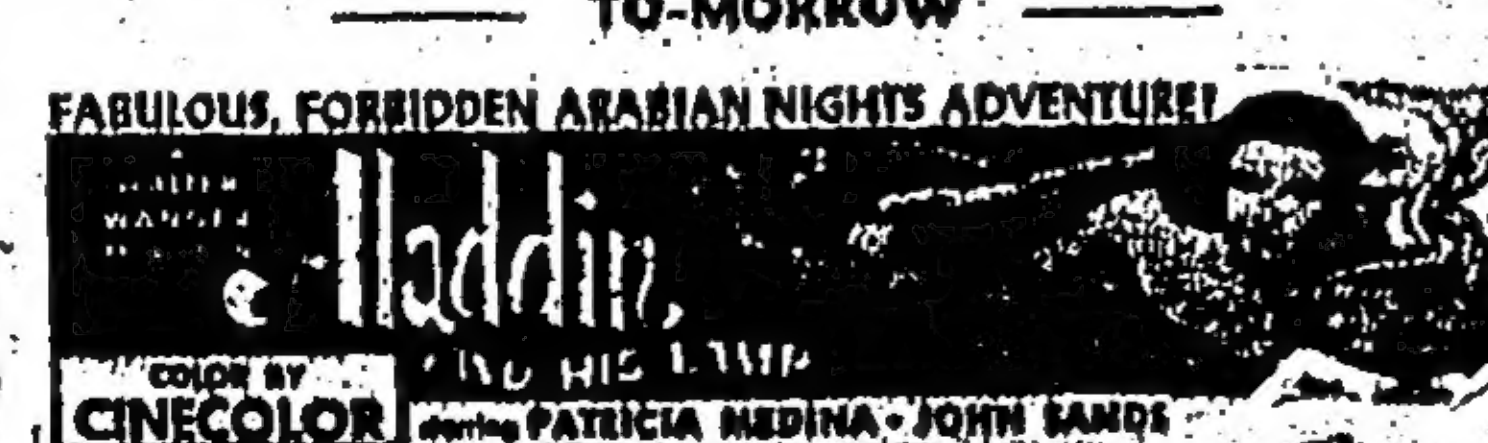 TO-MORROW
FABULOUS, FORBIDDEN ARABIAN NIGHTS ADVENTURE!
WALTER
WANGER
Aladdin,
AND HIS LAMP
COLOR BY
CINECOLOR
starring PATRICIA MEDINA • JOHN SANDS